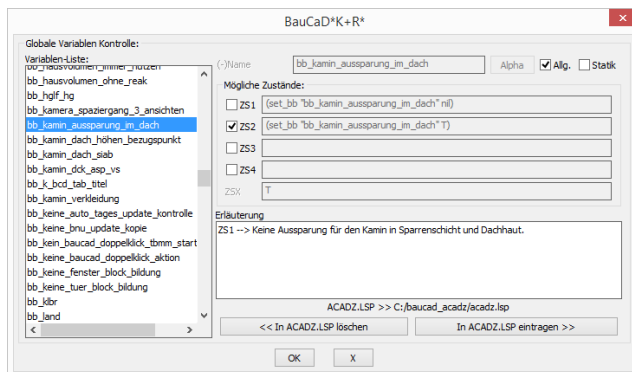 BauCaD*K+R*
x
Globale Variablen Kontrolle:
Variablen-Liste:
bb_hausvolumen_immer_nutzen
bb_hausvolumen_ohne_reak
bb_hglf_hg
bb_kamera_spaziergang_3_ansichten
bb_kamin_aussparung_im_dach
bb_kamin_dach_höhen_bezugspunkt
bb_kamin_dach_siab
bb_kamin_dck_asp_vs
bb_k_bcd_tab_titel
bb_kamin_verkleidung
bb_keine_auto_tages_update_kontrolle
bb_keine_bnu_update_kopie
bb_kein_baucad_doppelklick_tbmm_start
bb_keine_baucad_doppelklick_aktion
bb_keine_fenster_block_bildung
bb_keine_tuer_block_bildung
bb_klbr
bb_land
(-)Name bb_kamin_aussparung_im_dach Alpha Allg. Statik
Mögliche Zustände:
ZS1 (set_bb "bb_kamin_aussparung_im_dach" nil)
ZS2 (set_bb "bb_kamin_aussparung_im_dach" T)
ZS3
ZS4
ZSX T
Erläuterung
ZS1 --> Keine Aussparung für den Kamin in Sparrenschicht und Dachhaut.
ACADZ.LSP >> C:/baucad_acadz/acadz.lsp
<< In ACADZ.LSP löschen In ACADZ.LSP eintragen >>
OK X